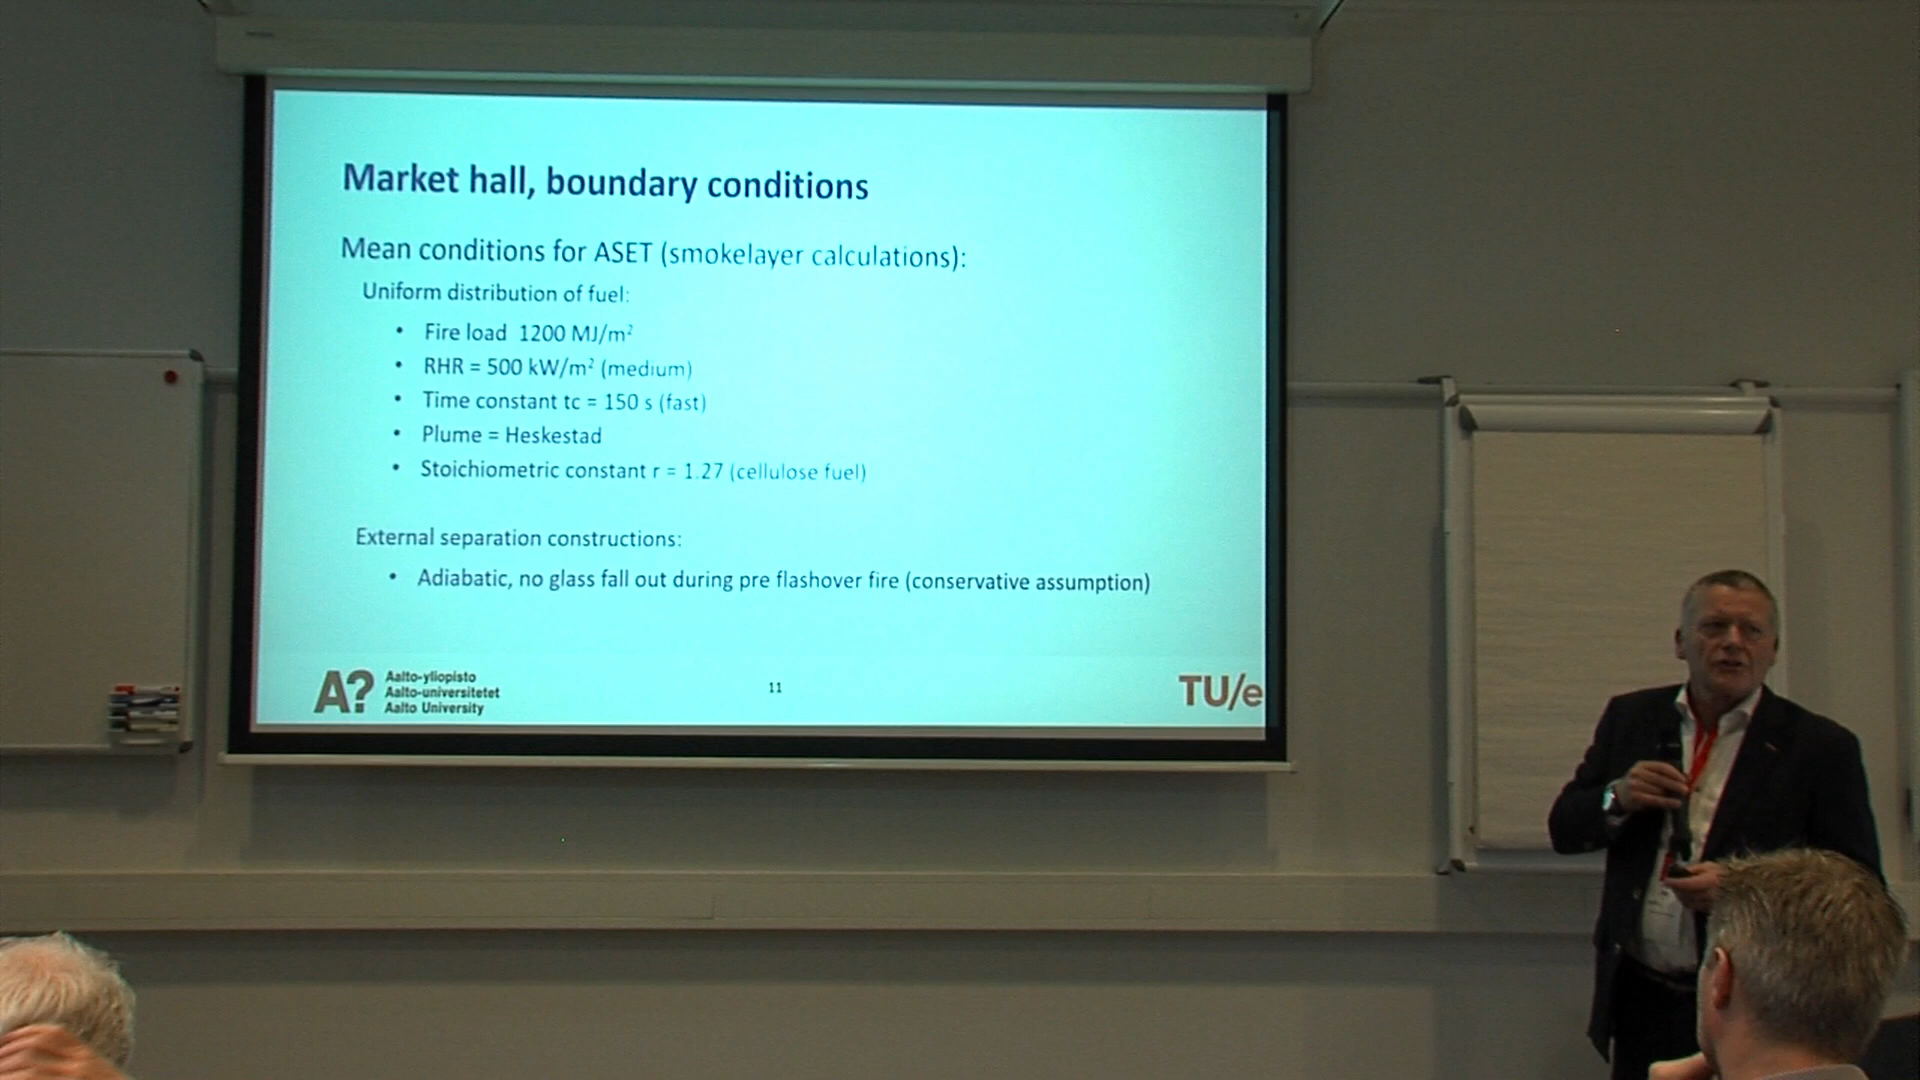 Market hall, boundary conditions
Mean conditions for ASET (smokelayer calculations):
Uniform distribution of fuel:
• Fire load 1200 MJ/m²
• RHR = 500 kW/m² (medium)
• Time constant tc = 150 s (fast)
• Plume = Heskestad
• Stoichiometric constant r = 1.27 (cellulose fuel)
External separation constructions:
• Adiabatic, no glass fall out during pre flashover fire (conservative assumption)
A?
Aalto-yliopisto
Aalto-universitetet
Aalto University
11
TU/e